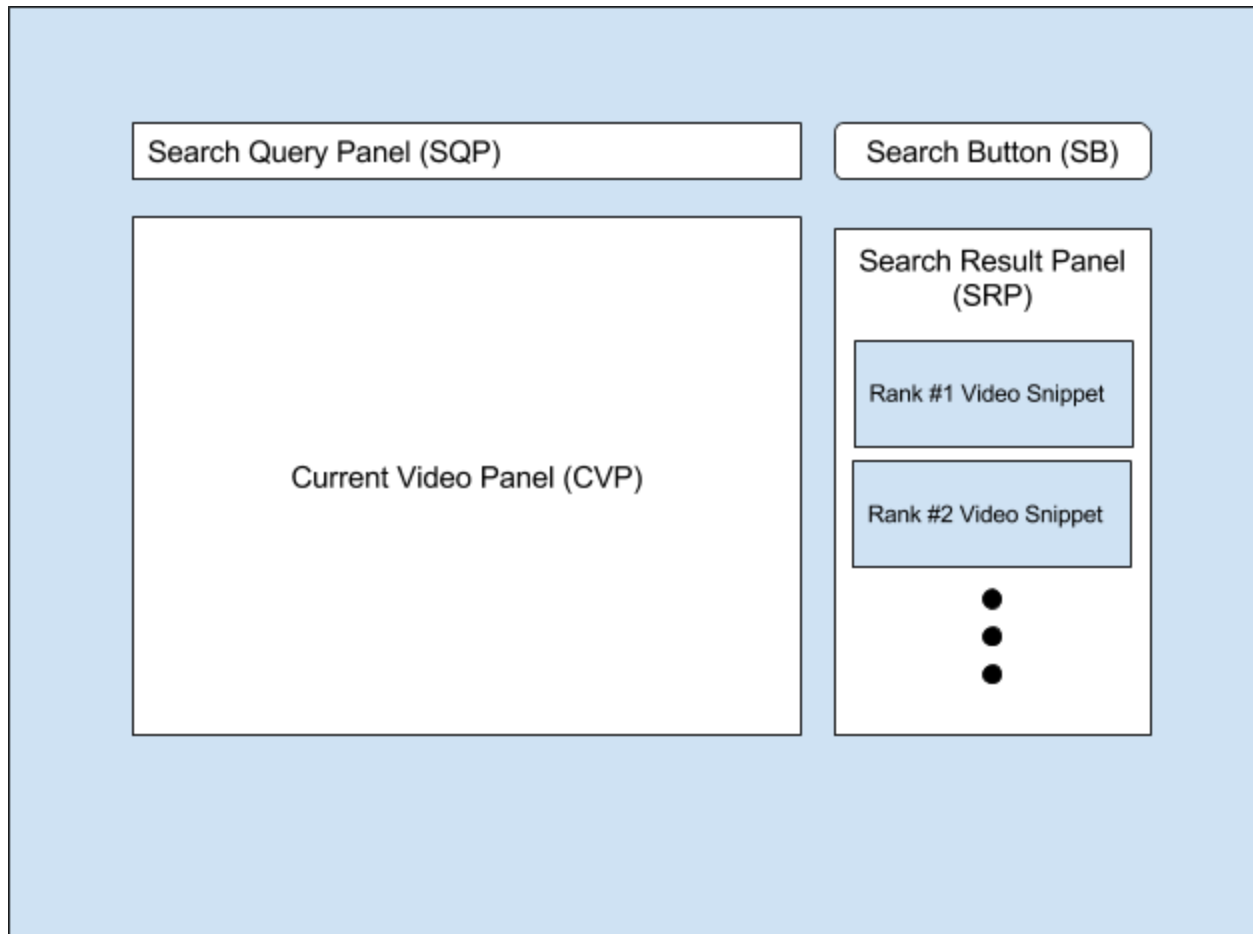 Search Query Panel (SQP)
Search Button (SB)
Current Video Panel (CVP)
Search Result Panel
(SRP)
Rank #1 Video Snippet
Rank #2 Video Snippet